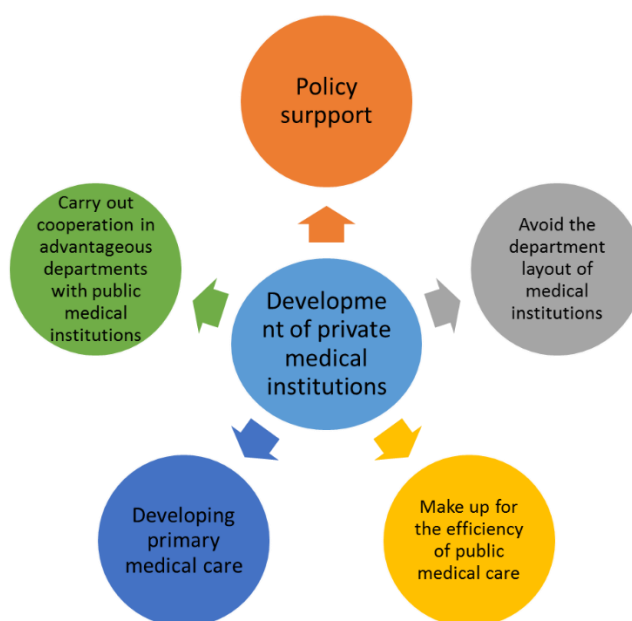 Policy
surpport
Carry out
cooperation in
advantageous
departments
with public
medical
institutions
Avoid the
department
layout of
medical
institutions
Developme
nt of private
medical
institutions
Developing
primary
medical care
Make up for
the efficiency
of public
medical care